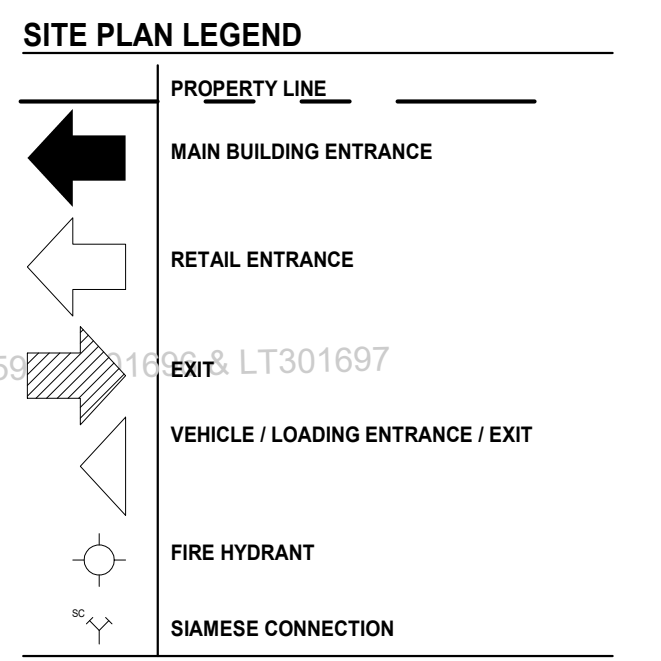 SITE PLAN LEGEND
PROPERTY LINE
MAIN BUILDING ENTRANCE
RETAIL ENTRANCE
EXIT
& LT301697
VEHICLE / LOADING ENTRANCE / EXIT
FIRE HYDRANT
SC
SIAMESE CONNECTION